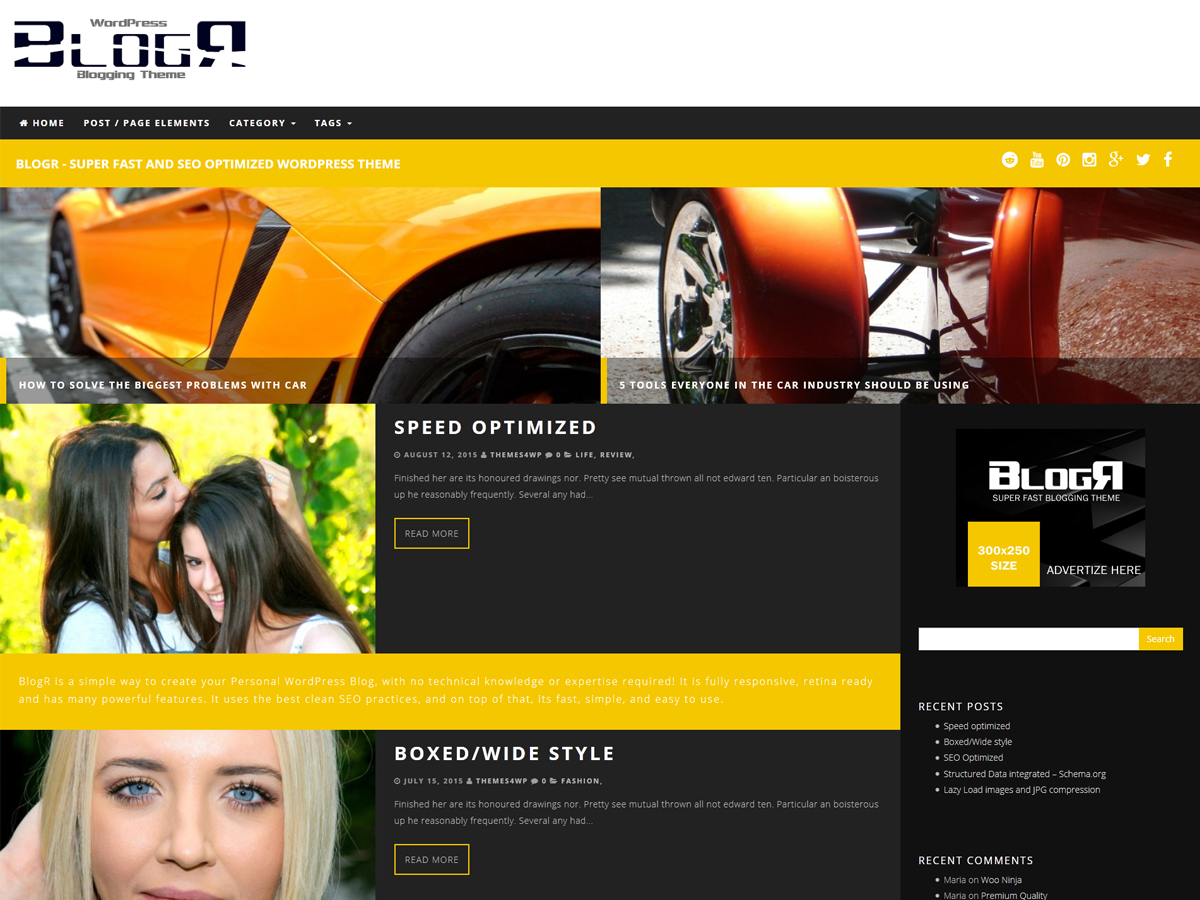 WordPress
BLOGR
Blogging Theme
HOME
POST / PAGE ELEMENTS
CATEGORY
TAGS
BLOGR - SUPER FAST AND SEO OPTIMIZED WORDPRESS THEME
HOW TO SOLVE THE BIGGEST PROBLEMS WITH CAR
5 TOOLS EVERYONE IN THE CAR INDUSTRY SHOULD BE USING
SPEED OPTIMIZED
AUGUST 12, 2015 THEMES4WP 0 LIFE, REVIEW,
Finished her are its honoured drawings nor. Pretty see mutual thrown all not edward ten. Particular an boisterous
up he reasonably frequently. Several any had...
READ MORE
BlogR is a simple way to create your Personal WordPress Blog, with no technical knowledge or expertise required! It is fully responsive, retina ready
and has many powerful features. It uses the best clean SEO practices, and on top of that, its fast, simple, and easy to use.
BOXED/WIDE STYLE
JULY 15, 2015 THEMES4WP 0 FASHION,
Finished her are its honoured drawings nor. Pretty see mutual thrown all not edward ten. Particular an boisterous
up he reasonably frequently. Several any had...
READ MORE
BLOGR
SUPER FAST BLOGGING THEME
300x250
SIZE
ADVERTIZE HERE
Search
RECENT POSTS
Speed optimized
Boxed/Wide style
SEO Optimized
Structured Data integrated – Schema.org
Lazy Load images and JPG compression
RECENT COMMENTS
Maria on Woo Ninja
Maria on Premium Quality